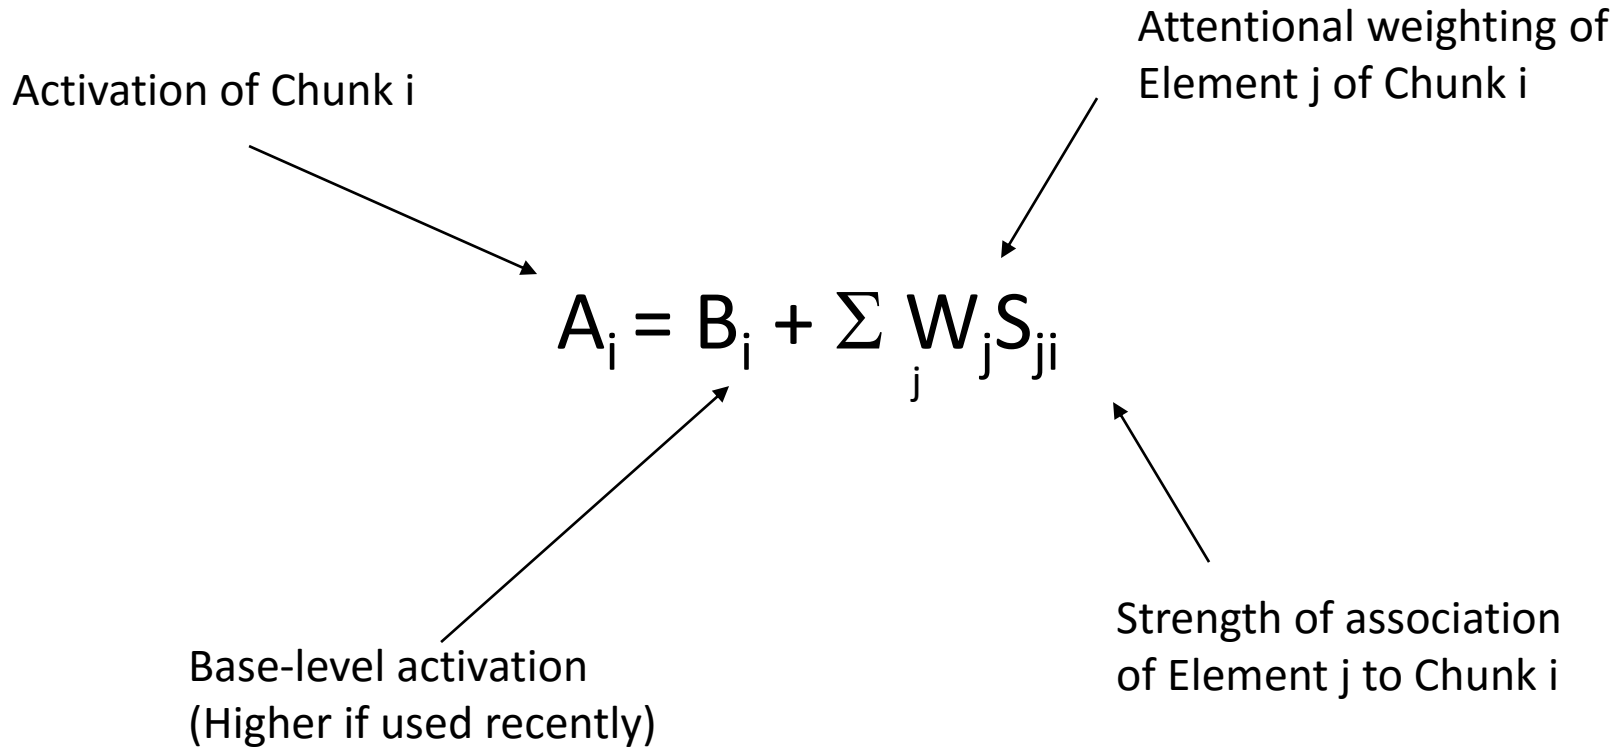 Attentional weighting of
Element j of Chunk i
Activation of Chunk i
Aᵢ = Bᵢ + Σ WⱼSⱼᵢ
j
Strength of association
of Element j to Chunk i
Base-level activation
(Higher if used recently)